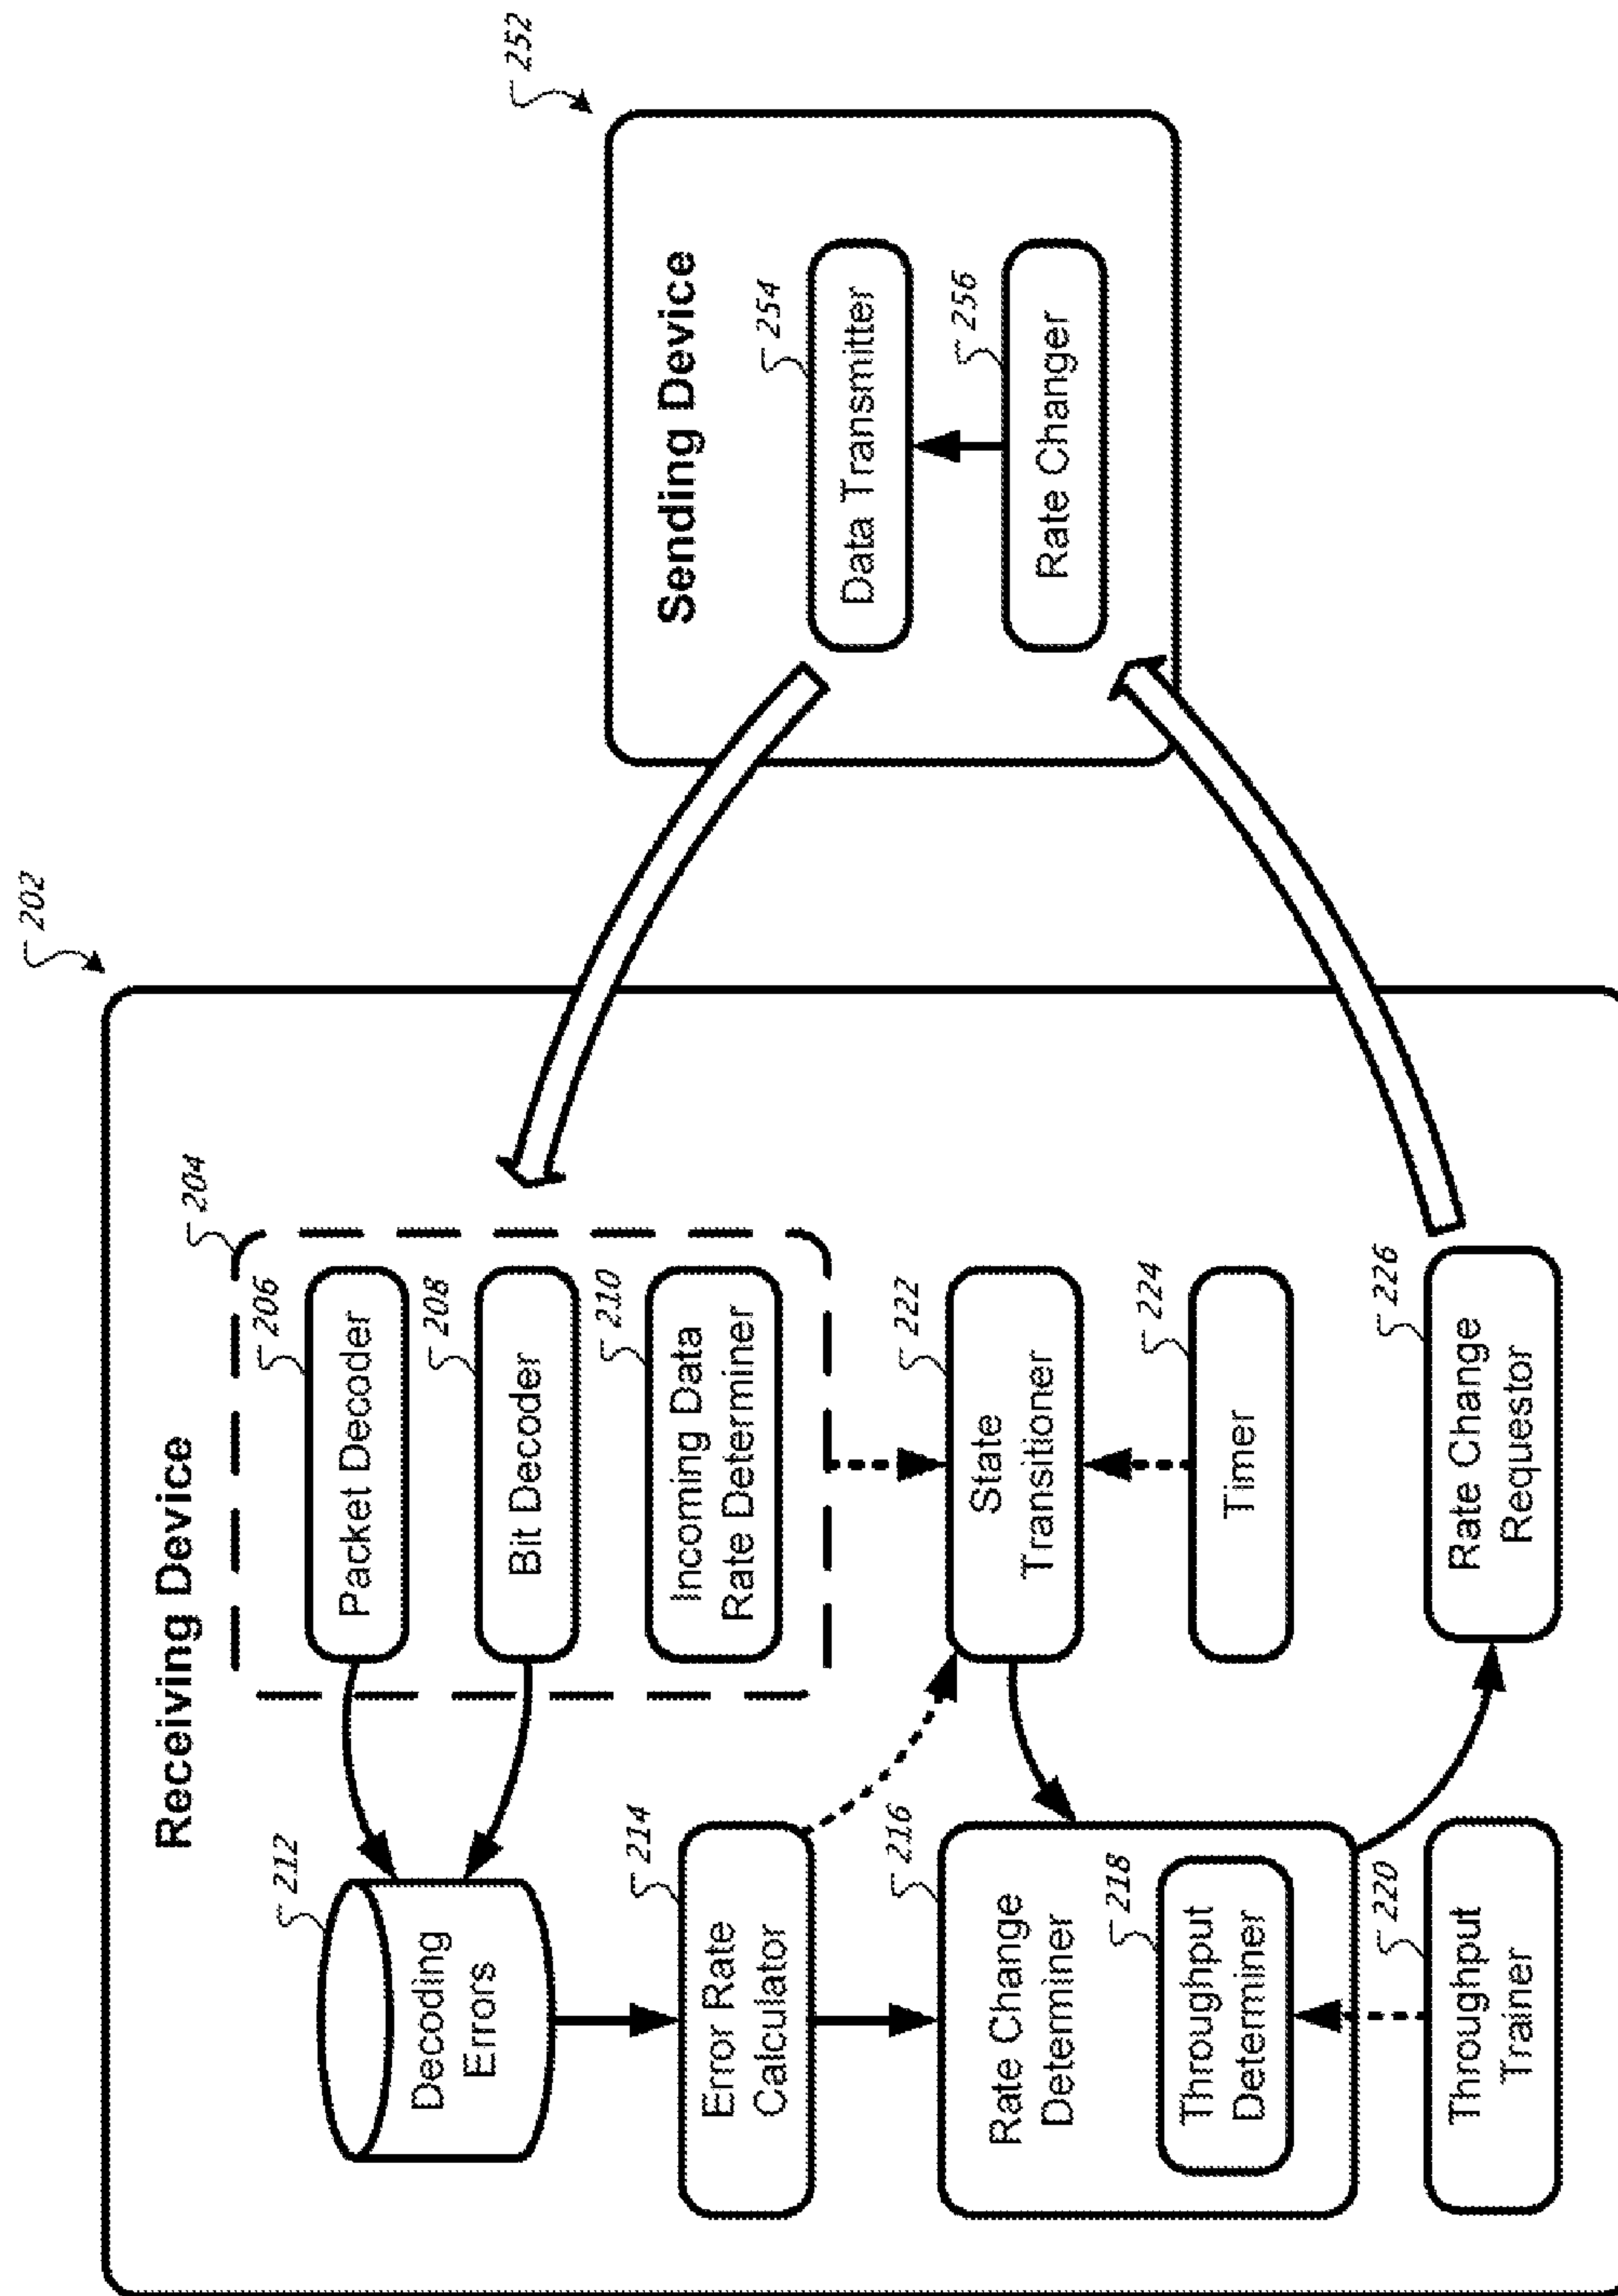 202
252
Receiving Device
204
212
Decoding
Errors
206
Packet Decoder
208
Bit Decoder
210
Incoming Data
Rate Determiner
214
Error Rate
Calculator
222
State
Transitioner
216
Rate Change
Determiner
218
Throughput
Determiner
224
Timer
220
Throughput
Trainer
226
Rate Change
Requestor
Sending Device
254
Data Transmitter
256
Rate Changer